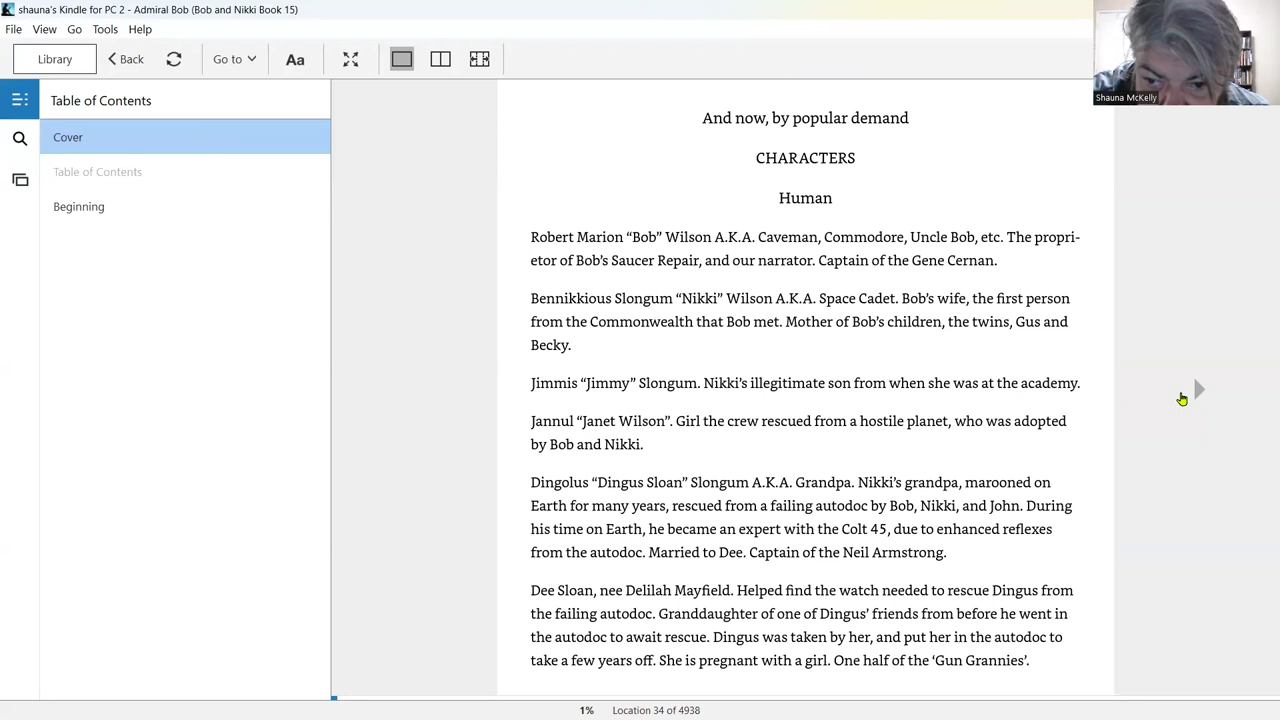 shauna's Kindle for PC 2 - Admiral Bob (Bob and Nikki Book 15)
File View Go Tools Help
Library Back Go to Aa
Table of Contents
Cover
Table of Contents
Beginning
And now, by popular demand
CHARACTERS
Human
Robert Marion “Bob” Wilson A.K.A. Caveman, Commodore, Uncle Bob, etc. The propri-
etor of Bob’s Saucer Repair, and our narrator. Captain of the Gene Cernan.
Bennikkious Slongum “Nikki” Wilson A.K.A. Space Cadet. Bob’s wife, the first person
from the Commonwealth that Bob met. Mother of Bob’s children, the twins, Gus and
Becky.
Jimmis “Jimmy” Slongum. Nikki’s illegitimate son from when she was at the academy.
Jannul “Janet Wilson”. Girl the crew rescued from a hostile planet, who was adopted
by Bob and Nikki.
Dingolus “Dingus Sloan” Slongum A.K.A. Grandpa. Nikki’s grandpa, marooned on
Earth for many years, rescued from a failing autodoc by Bob, Nikki, and John. During
his time on Earth, he became an expert with the Colt 45, due to enhanced reflexes
from the autodoc. Married to Dee. Captain of the Neil Armstrong.
Dee Sloan, nee Delilah Mayfield. Helped find the watch needed to rescue Dingus from
the failing autodoc. Granddaughter of one of Dingus’ friends from before he went in
the autodoc to await rescue. Dingus was taken by her, and put her in the autodoc to
take a few years off. She is pregnant with a girl. One half of the ‘Gun Grannies’.
Shauna McKelly
1% Location 34 of 4938